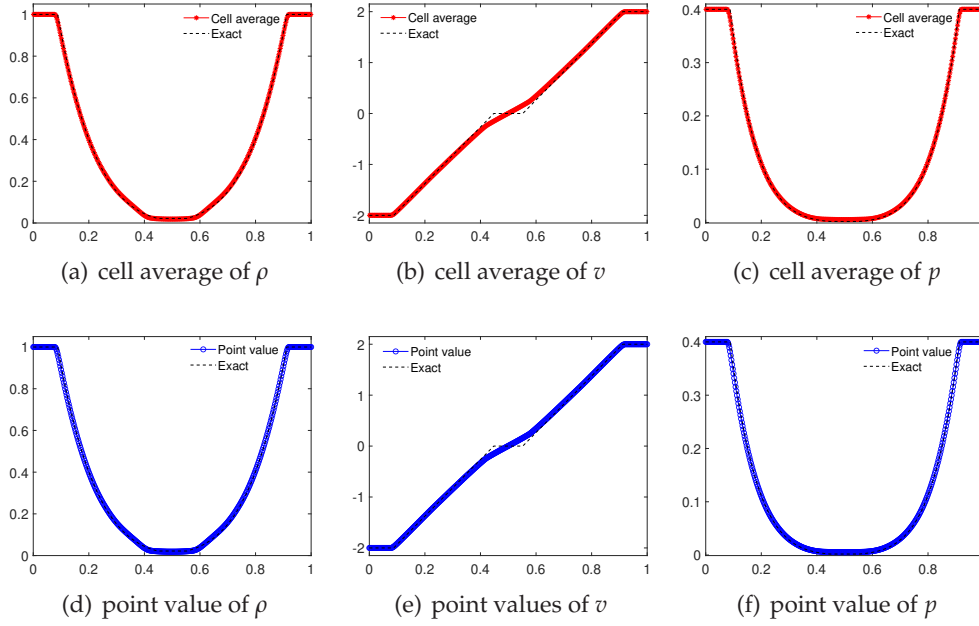 Cell average
Exact
1
0.8
0.6
0.4
0.2
0
0 0.2 0.4 0.6 0.8 1
(a) cell average of ρ
Cell average
Exact
2
1
0
-1
-2
0 0.2 0.4 0.6 0.8 1
(b) cell average of v
Cell average
Exact
0.4
0.3
0.2
0.1
0
0 0.2 0.4 0.6 0.8 1
(c) cell average of p
Point value
Exact
1
0.8
0.6
0.4
0.2
0
0 0.2 0.4 0.6 0.8 1
(d) point value of ρ
Point value
Exact
2
1
0
-1
-2
0 0.2 0.4 0.6 0.8 1
(e) point values of v
Point value
Exact
0.4
0.3
0.2
0.1
0
0 0.2 0.4 0.6 0.8
(f) point value of p